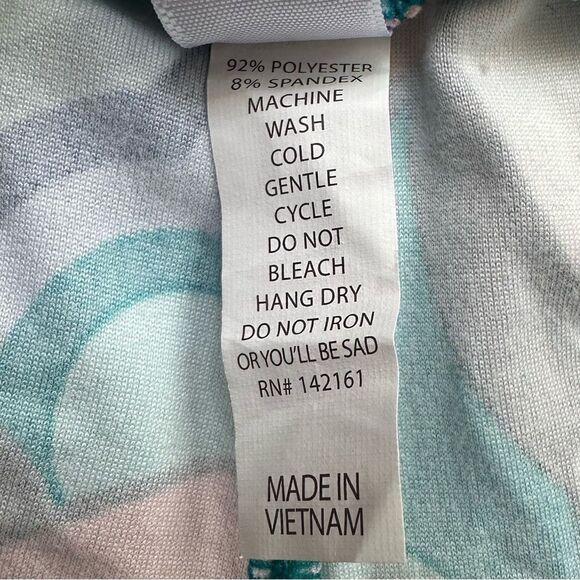 92% POLYESTER
8% SPANDEX
MACHINE
WASH
COLD
GENTLE
CYCLE
DO NOT
BLEACH
HANG DRY
DO NOT IRON
OR YOU'LL BE SAD
RN# 142161
MADE IN
VIETNAM